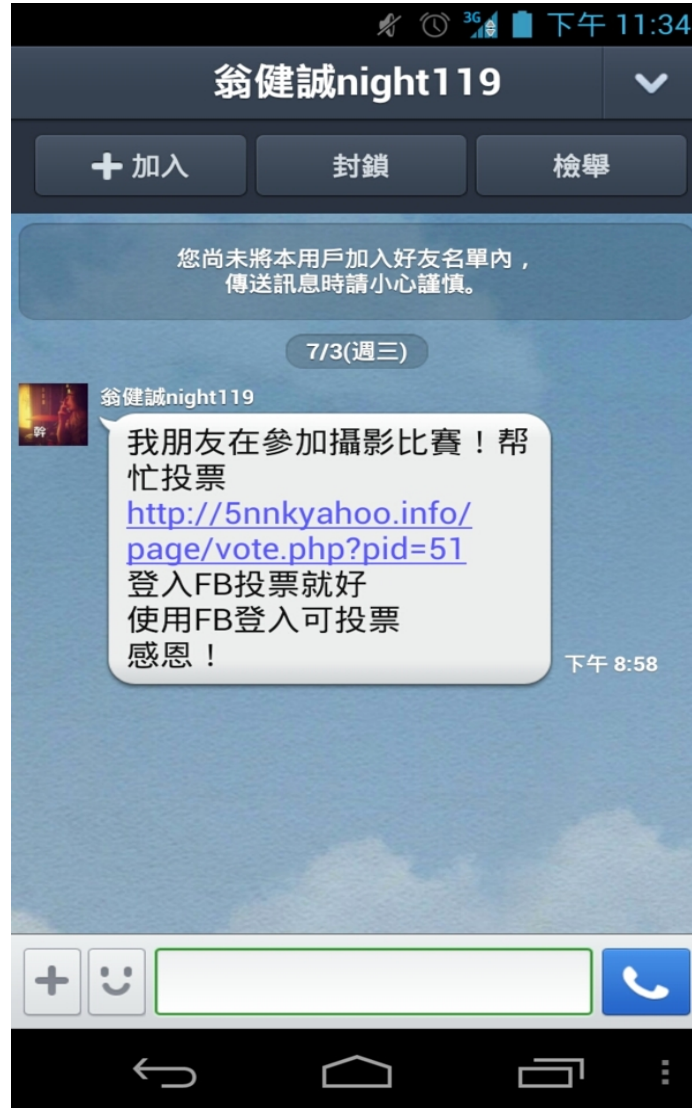 3G 下午 11:34
翁健誠night119
加入 封鎖 檢舉
您尚未將本用戶加入好友名單內，
傳送訊息時請小心謹慎。
7/3(週三)
翁健誠night119
幹
我朋友在參加攝影比賽！帮
忙投票
http://5nnkyahoo.info/
page/vote.php?pid=51
登入FB投票就好
使用FB登入可投票
感恩！
下午 8:58